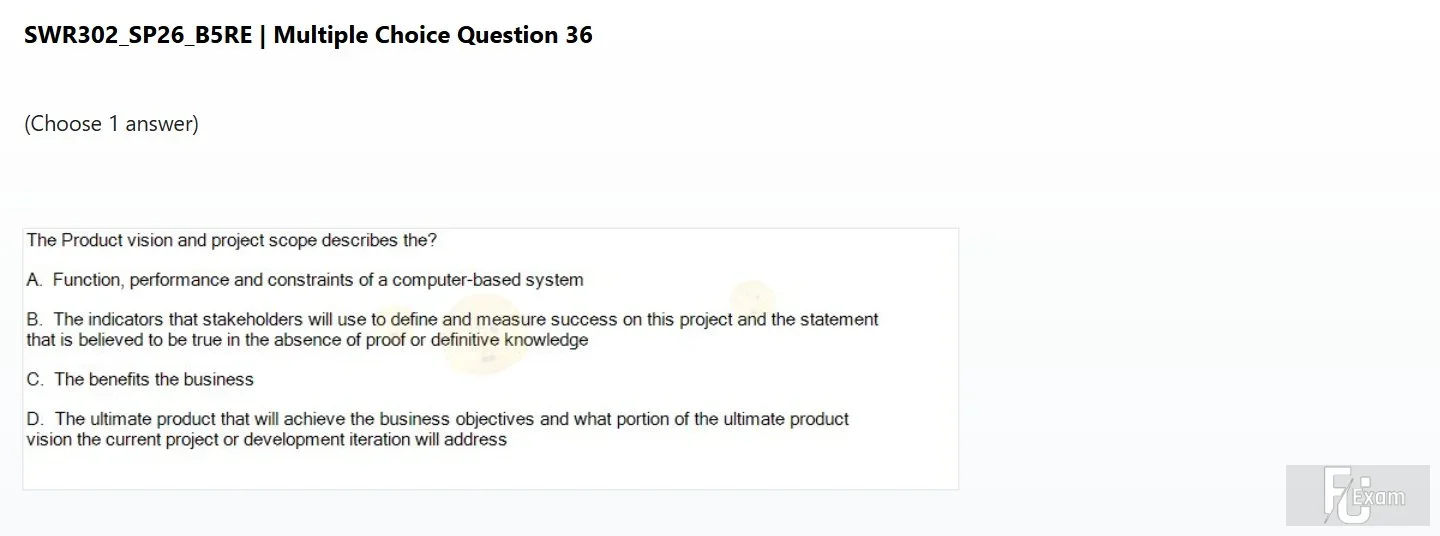 SWR302_SP26_B5RE | Multiple Choice Question 36
(Choose 1 answer)
The Product vision and project scope describes the?
A. Function, performance and constraints of a computer-based system
B. The indicators that stakeholders will use to define and measure success on this project and the statement
that is believed to be true in the absence of proof or definitive knowledge
C. The benefits the business
D. The ultimate product that will achieve the business objectives and what portion of the ultimate product
vision the current project or development iteration will address
FU Exam